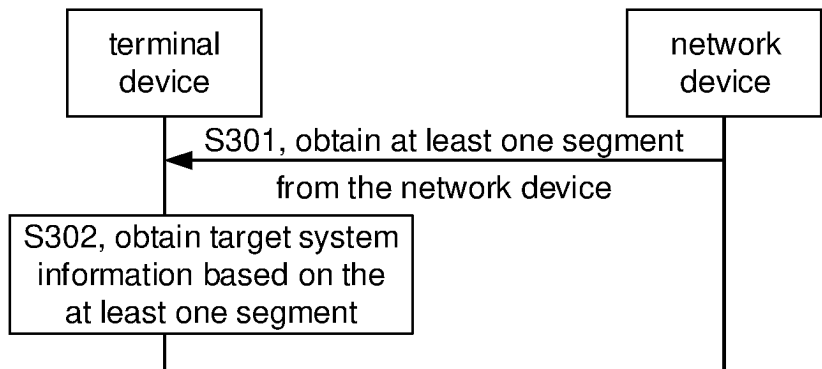 terminal
device
network
device
S301, obtain at least one segment
from the network device
S302, obtain target system
information based on the
at least one segment